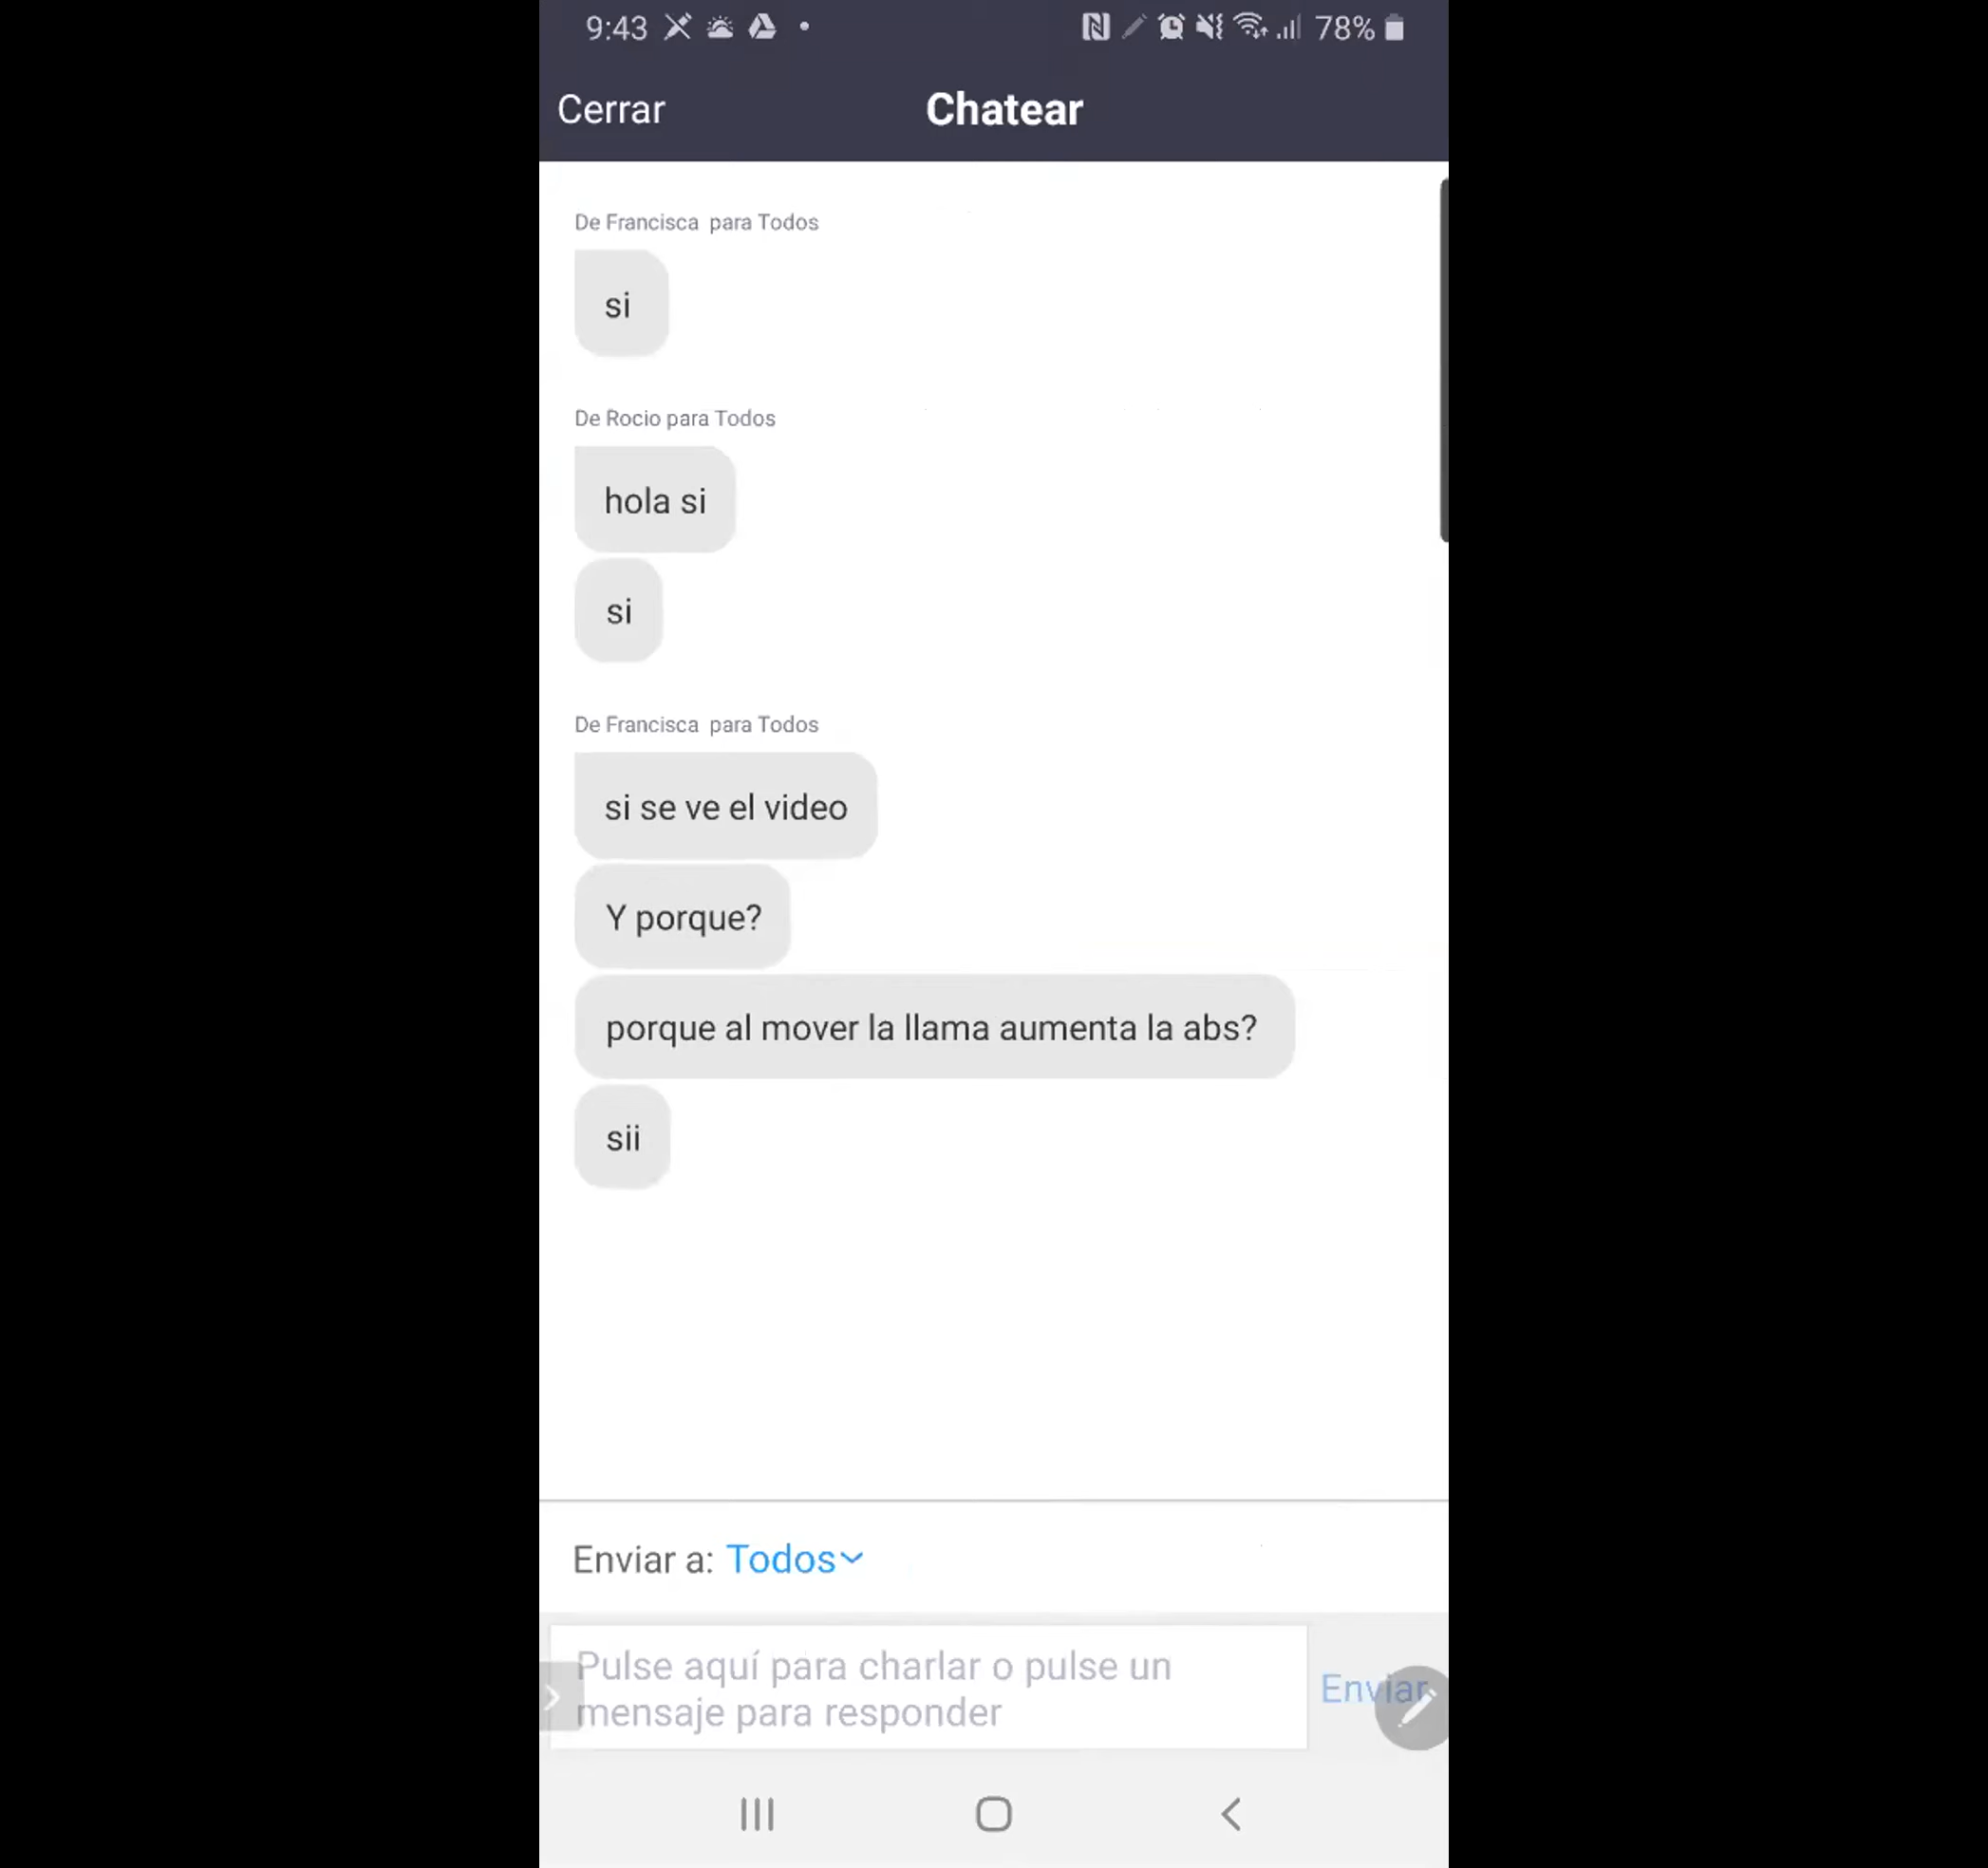 9:43
78%
Cerrar
Chatear
De Francisca para Todos
si
De Rocio para Todos
hola si
si
De Francisca para Todos
si se ve el video
Y porque?
porque al mover la llama aumenta la abs?
sii
Enviar a: Todos
Pulse aquí para charlar o pulse un
mensaje para responder
Enviar